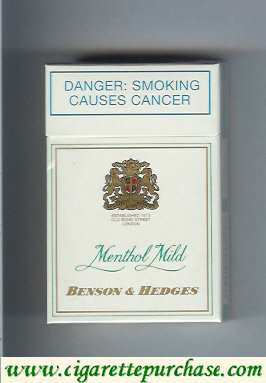 DANGER: SMOKING
CAUSES CANCER
ESTABLISHED 1873
OLD BOND STREET
LONDON
Menthol Mild
BENSON & HEDGES
www.cigarettepurchase.com